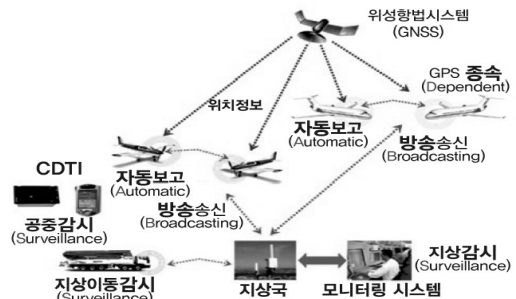 위성항법시스템
(GNSS)
GPS 종속
(Dependent)
위치정보
자동보고
(Automatic)
방송송신
(Broadcasting)
CDTI
자동보고
(Automatic)
방송송신
(Broadcasting)
공중감시
(Surveillance)
지상감시
(Surveillance)
지상이동감시
(Surveillance)
지상국
모니터링 시스템